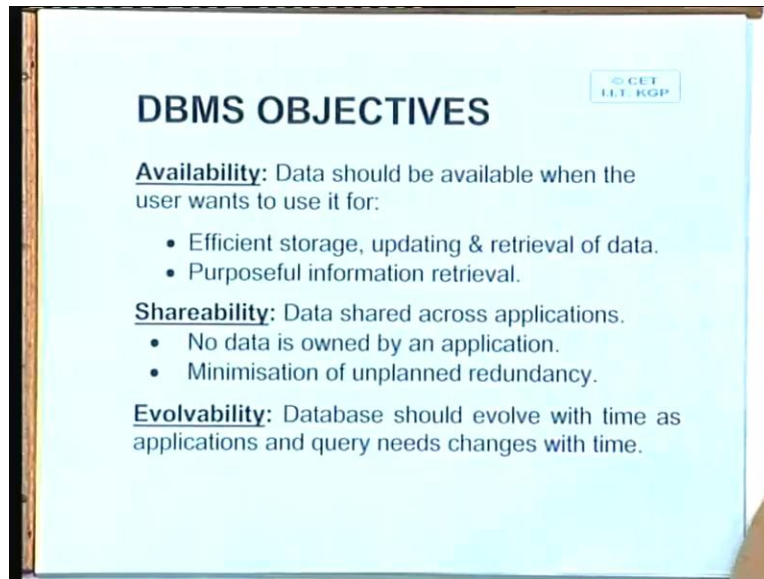 © CET
I.I.T. KGP
DBMS OBJECTIVES
Availability: Data should be available when the
user wants to use it for:
• Efficient storage, updating & retrieval of data.
• Purposeful information retrieval.
Shareability: Data shared across applications.
• No data is owned by an application.
• Minimisation of unplanned redundancy.
Evolvability: Database should evolve with time as
applications and query needs changes with time.